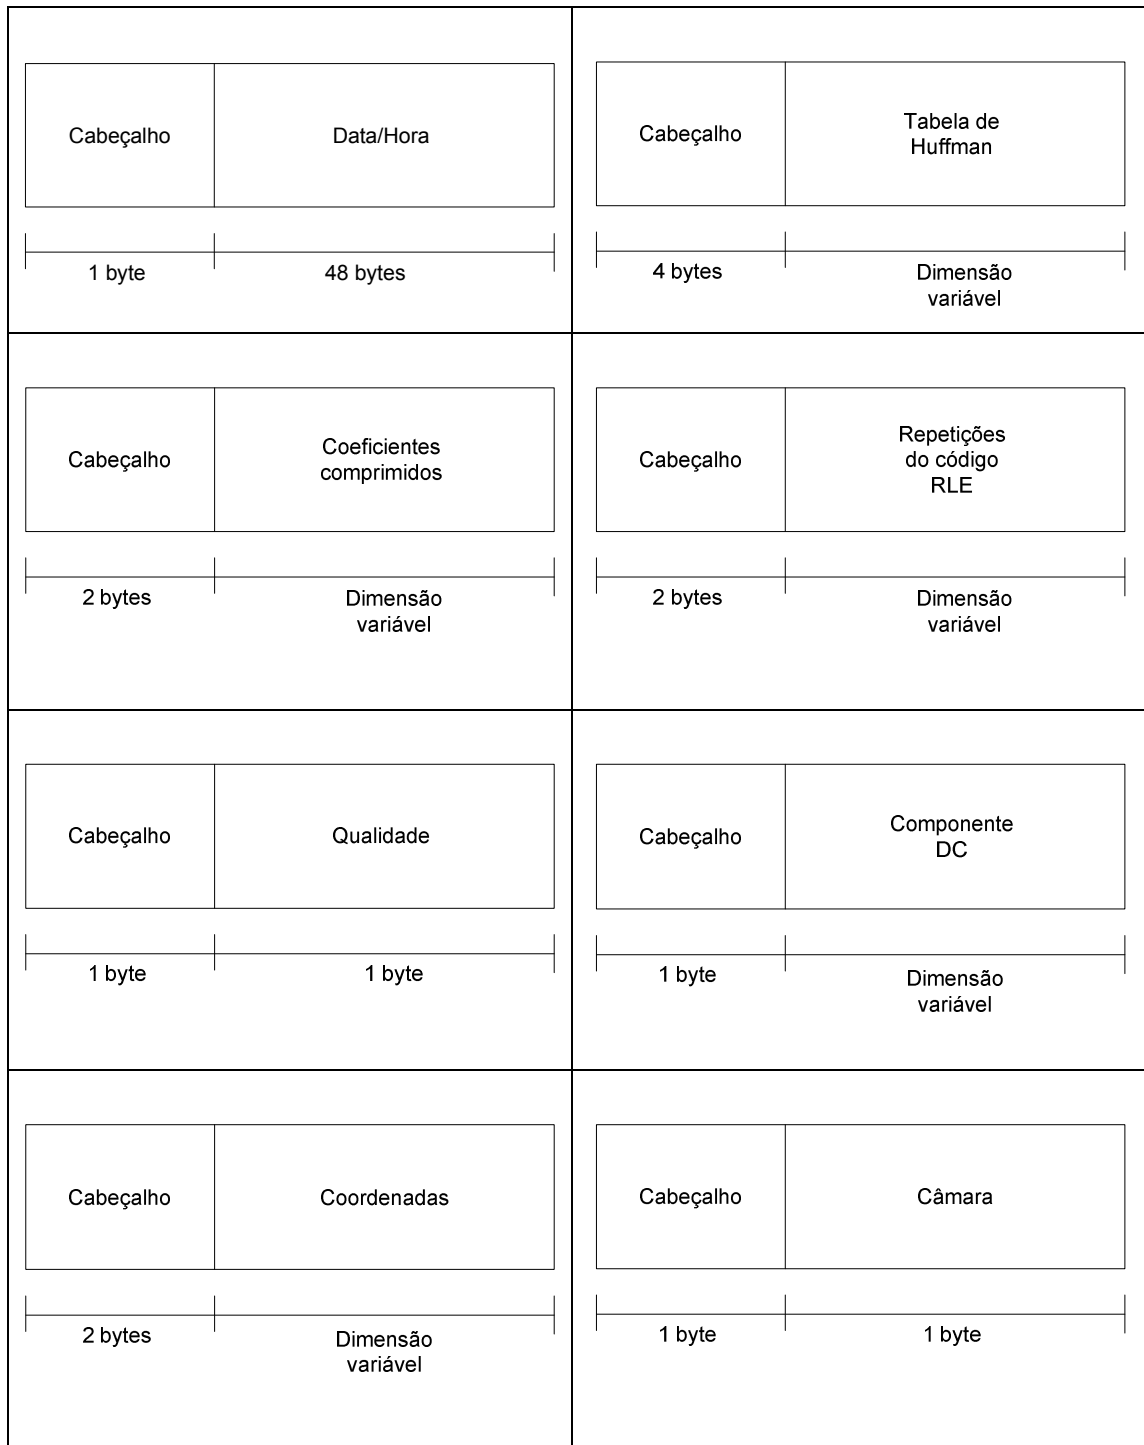 Cabeçalho
Data/Hora
1 byte
48 bytes
Cabeçalho
Tabela de
Huffman
4 bytes
Dimensão
variável
Cabeçalho
Coeficientes
comprimidos
2 bytes
Dimensão
variável
Cabeçalho
Repetições
do código
RLE
2 bytes
Dimensão
variável
Cabeçalho
Qualidade
1 byte
1 byte
Cabeçalho
Componente
DC
1 byte
Dimensão
variável
Cabeçalho
Coordenadas
2 bytes
Dimensão
variável
Cabeçalho
Câmara
1 byte
1 byte